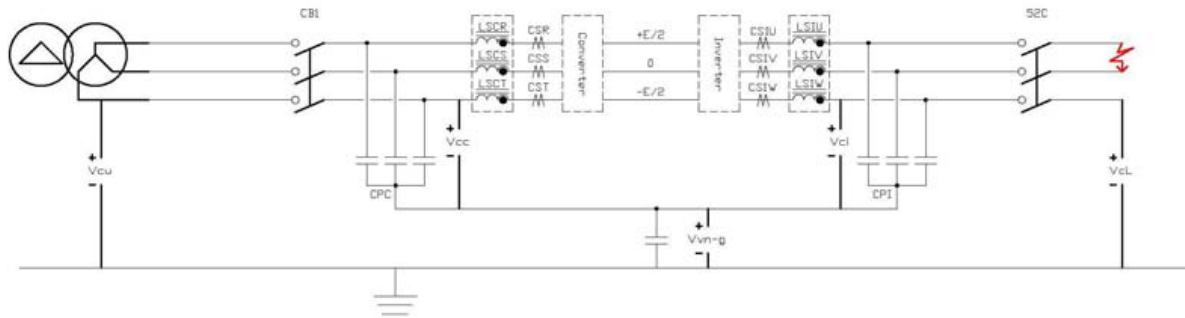 CB1
52C
LSCR
CSR
LSCS
CSS
LSCT
CST
Converter
+E/2
0
-E/2
Inverter
CSIU
LSIU
CSIV
LSIV
CSIW
LSIW
+
Vcu
-
+
Vcc
-
+
VcI
-
+
VcL
-
CPC
CPI
+
Vvn-g
-